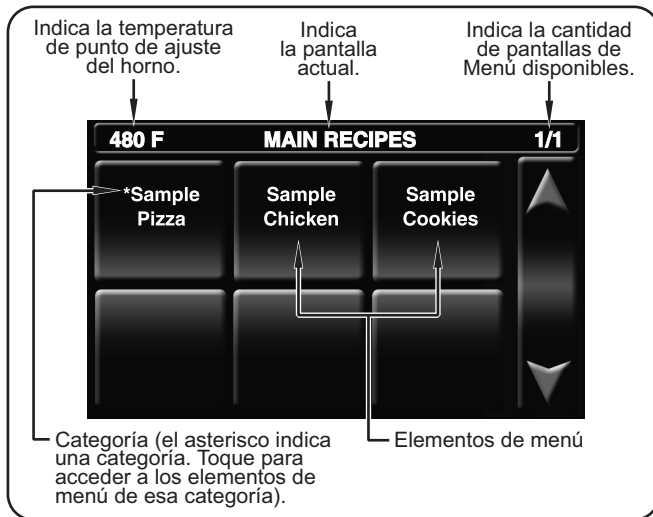 Indica la temperatura
de punto de ajuste
del horno.
Indica
la pantalla
actual.
Indica la cantidad
de pantallas de
Menú disponibles.
480 F
MAIN RECIPES
1/1
*Sample
Pizza
Sample
Chicken
Sample
Cookies
Categoría (el asterisco indica
una categoría. Toque para
acceder a los elementos de
menú de esa categoría).
Elementos de menú